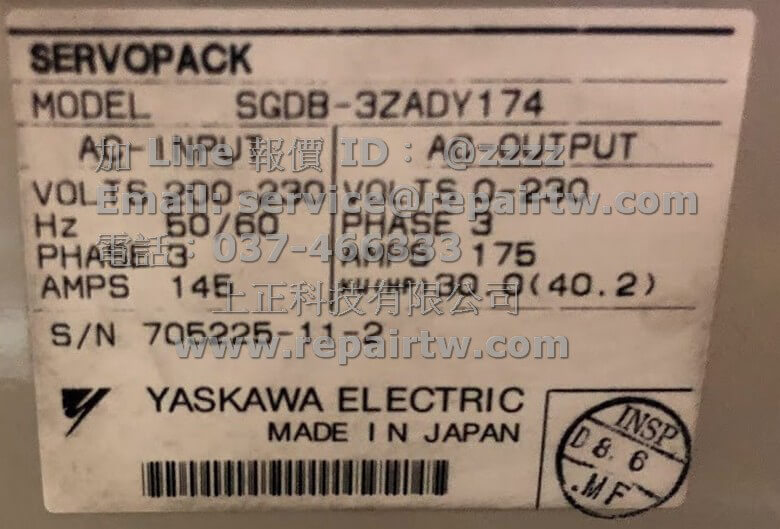 SERVOPACK
MODEL SGDB-3ZADY174
AC-INPUT AC-OUTPUT
加 Line 報價 ID： @zzzz
VOLTS 200-230 VOLTS 0-230
Email: service@repairtw.com
Hz 50/60 PHASE 3
電話：037-466333
PHASE 3 AMPS 175
AMPS 145 KW(HP) 30.0(40.2)
上正科技有限公司
S/N 705225-11-2
www.repairtw.com
YASKAWA ELECTRIC
MADE IN JAPAN
INSP
D8.6
.MF